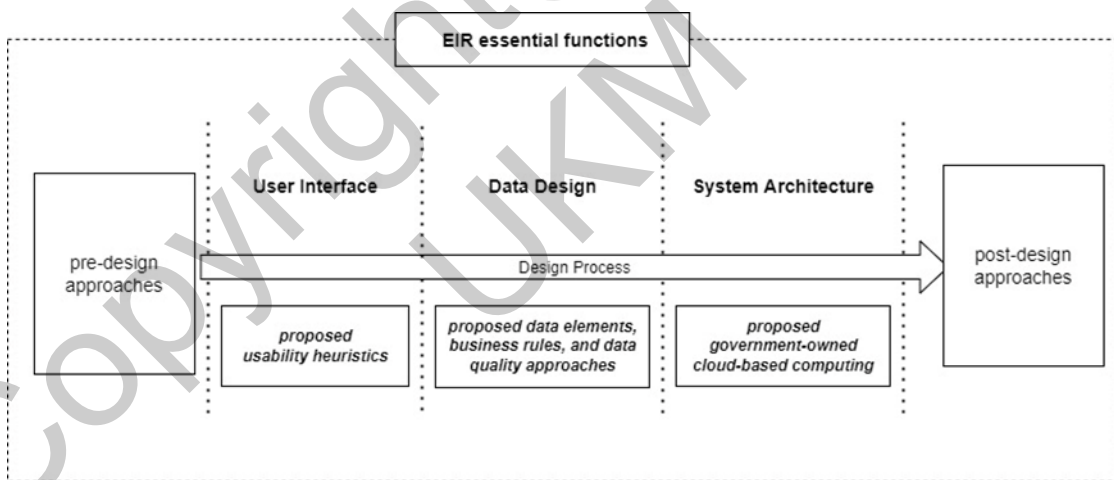 EIR essential functions
User Interface
Data Design
System Architecture
pre-design
approaches
Design Process
post-design
approaches
proposed
usability heuristics
proposed data elements,
business rules, and data
quality approaches
proposed
government-owned
cloud-based computing
Copyright
UKM